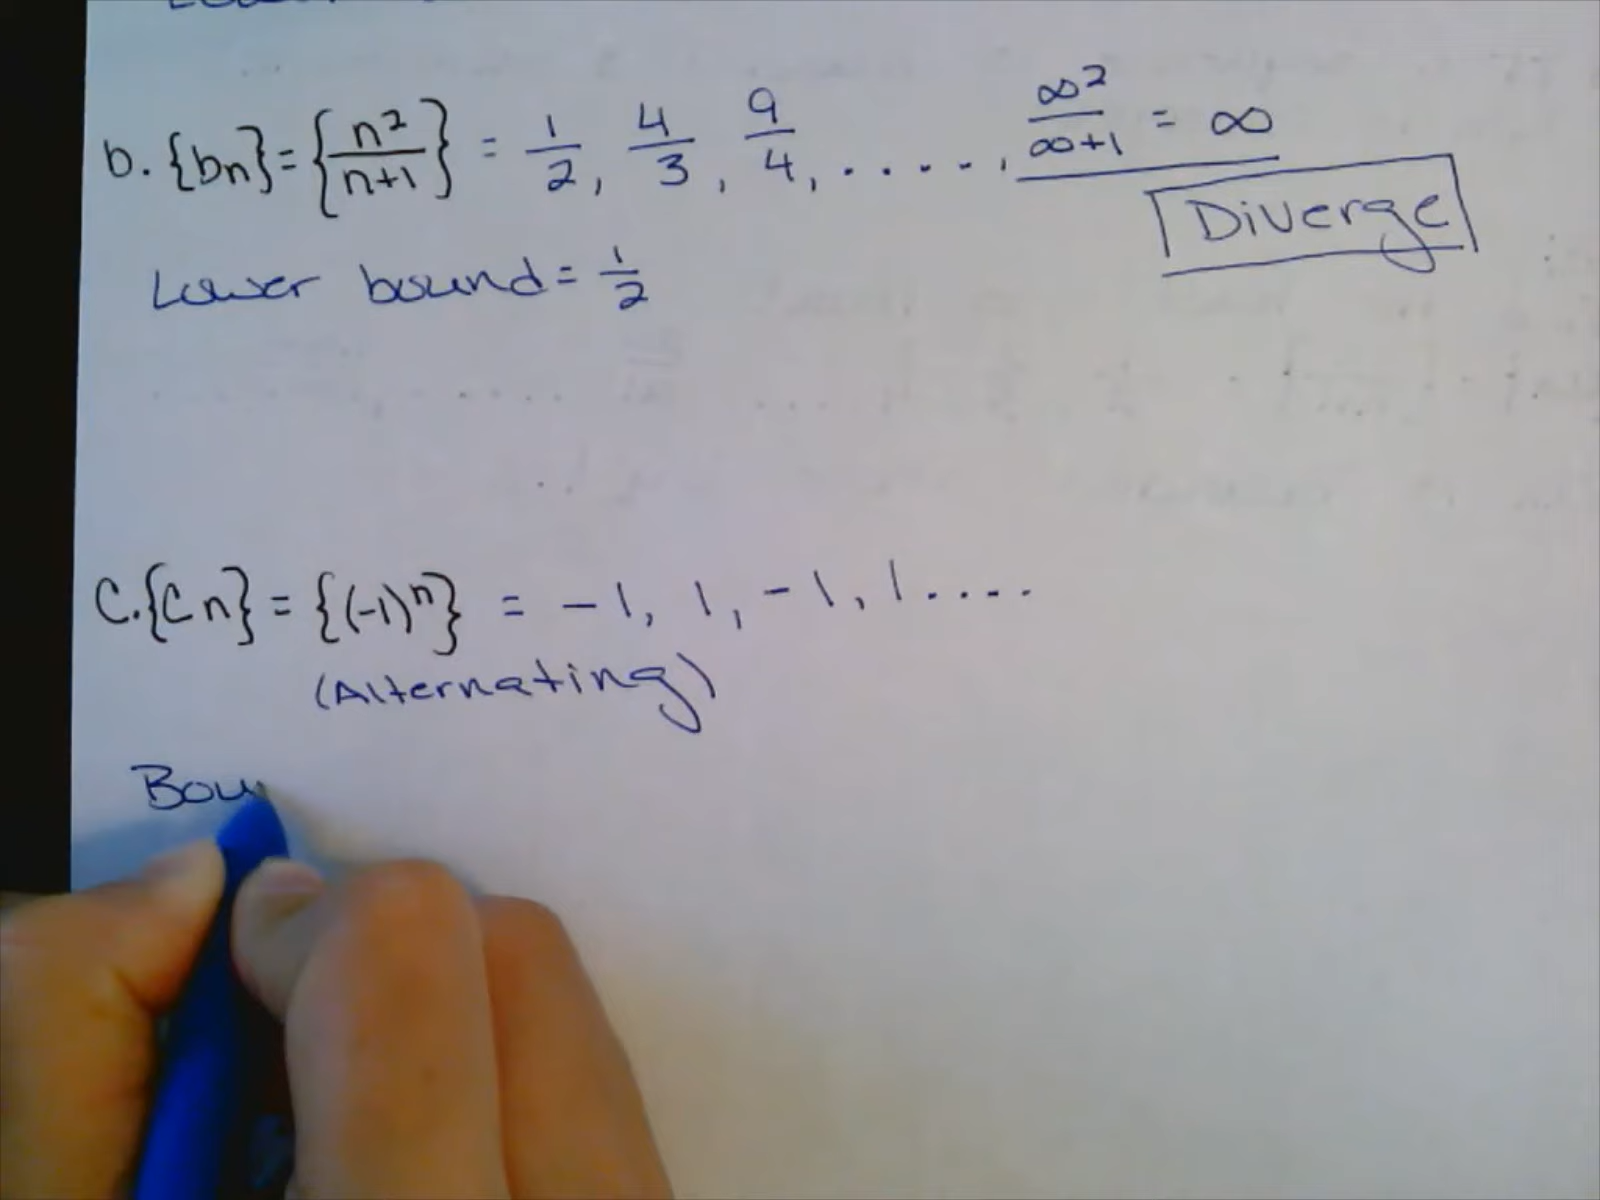 b. {bn} = {n²/(n+1)} = 1/2, 4/3, 9/4, ....., ∞²/(∞+1) = ∞
Diverge
Lower bound = 1/2
C. {Cn} = {(-1)ⁿ} = -1, 1, -1, 1....
(Alternating)
Bou